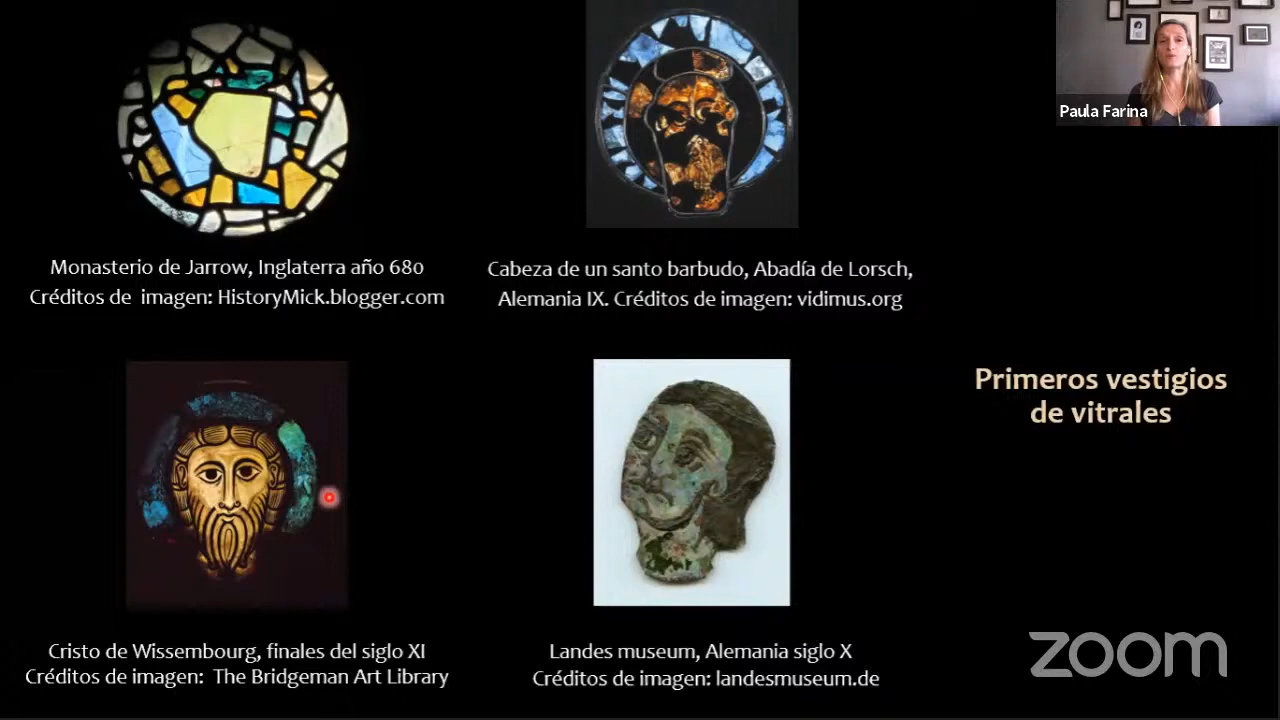 Paula Farina
Monasterio de Jarrow, Inglaterra año 680
Créditos de imagen: HistoryMick.blogger.com
Cabeza de un santo barbudo, Abadía de Lorsch,
Alemania IX. Créditos de imagen: vidimus.org
Primeros vestigios
de vitrales
Cristo de Wissembourg, finales del siglo XI
Créditos de imagen: The Bridgeman Art Library
Landes museum, Alemania siglo X
Créditos de imagen: landesmuseum.de
zoom